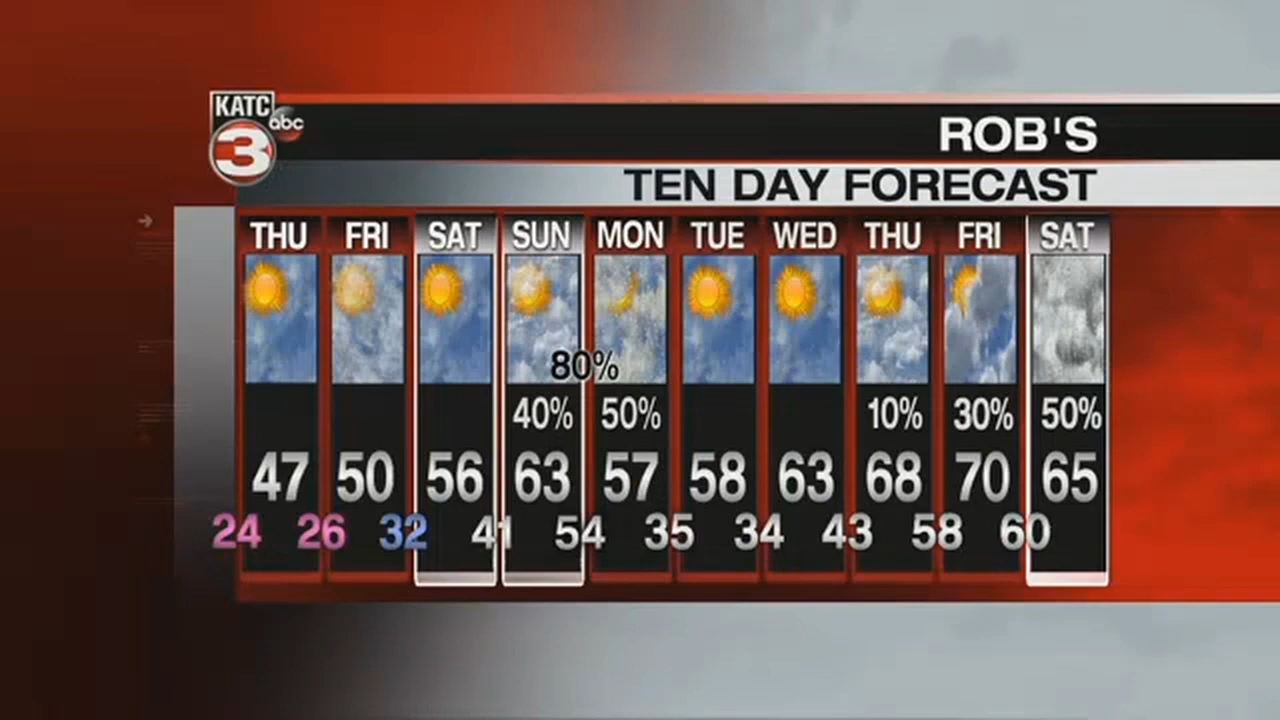 KATC
abc
3
ROB'S
TEN DAY FORECAST
THU FRI SAT SUN MON TUE WED THU FRI SAT
80%
40% 50% 10% 30% 50%
47 50 56 63 57 58 63 68 70 65
24 26 32 41 54 35 34 43 58 60